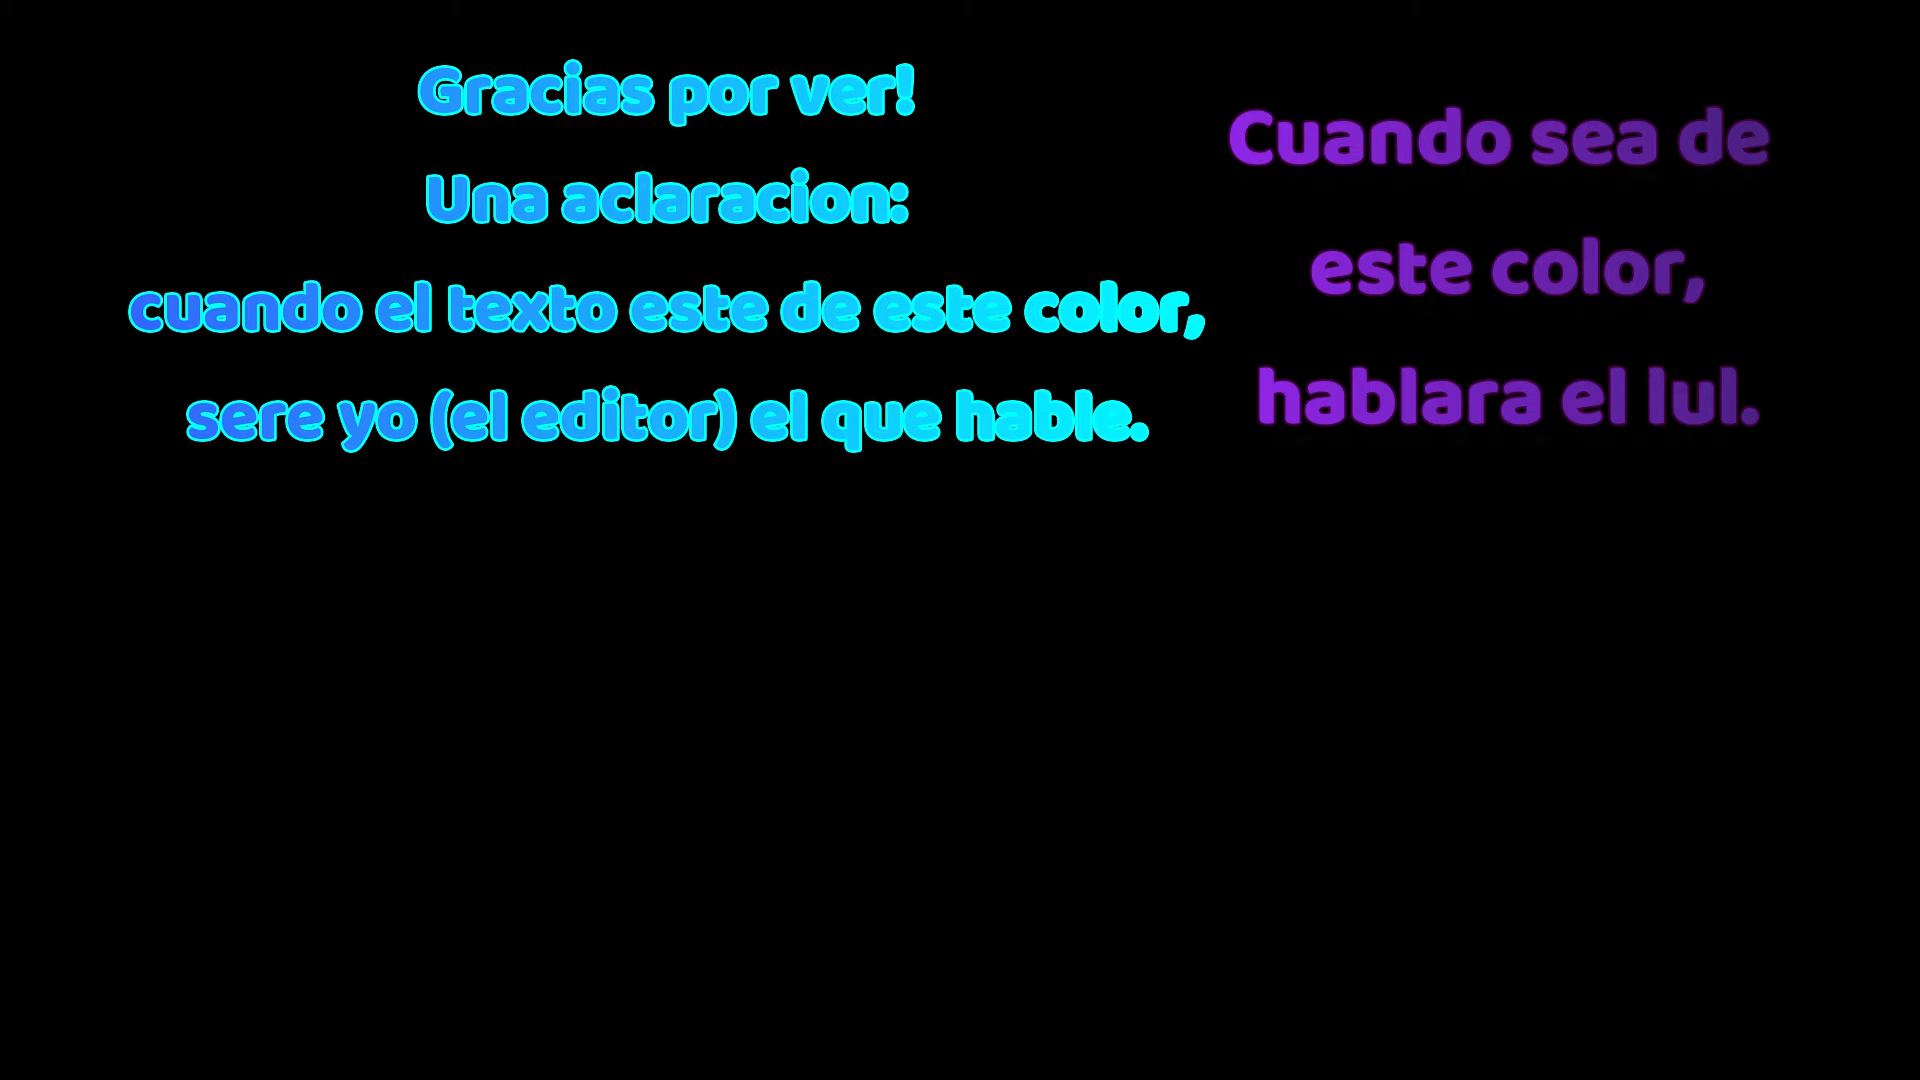 Gracias por ver!
Una aclaracion:
cuando el texto este de este color,
sere yo (el editor) el que hable.
Cuando sea de
este color,
hablara el lul.